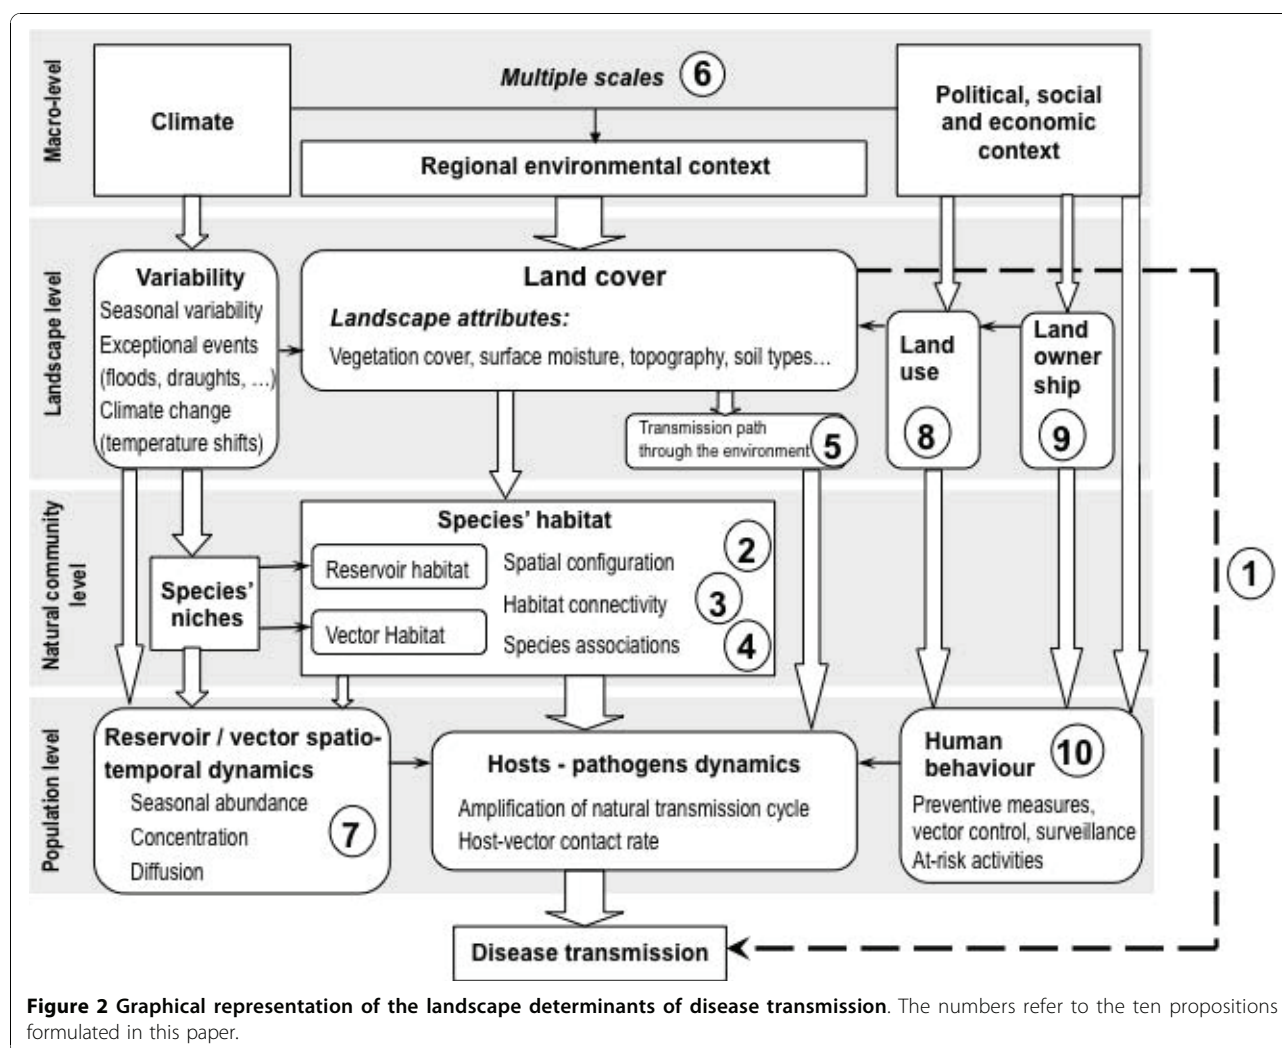 Macro-level
Climate
Multiple scales
6
Regional environmental context
Political, social
and economic
context
Landscape level
Variability
Seasonal variability
Exceptional events
(floods, draughts, ...)
Climate change
(temperature shifts)
Land cover
Landscape attributes:
Vegetation cover, surface moisture, topography, soil types...
Transmission path
through the environment
5
Land
use
8
Land
owner
ship
9
Natural community
level
Species'
niches
Species' habitat
Reservoir habitat
Vector Habitat
Spatial configuration
2
Habitat connectivity
3
Species associations
4
1
Population level
Reservoir / vector spatio-
temporal dynamics
Seasonal abundance
Concentration
Diffusion
7
Hosts - pathogens dynamics
Amplification of natural transmission cycle
Host-vector contact rate
Human
behaviour
10
Preventive measures,
vector control, surveillance
At-risk activities
Disease transmission
Figure 2 Graphical representation of the landscape determinants of disease transmission. The numbers refer to the ten propositions
formulated in this paper.